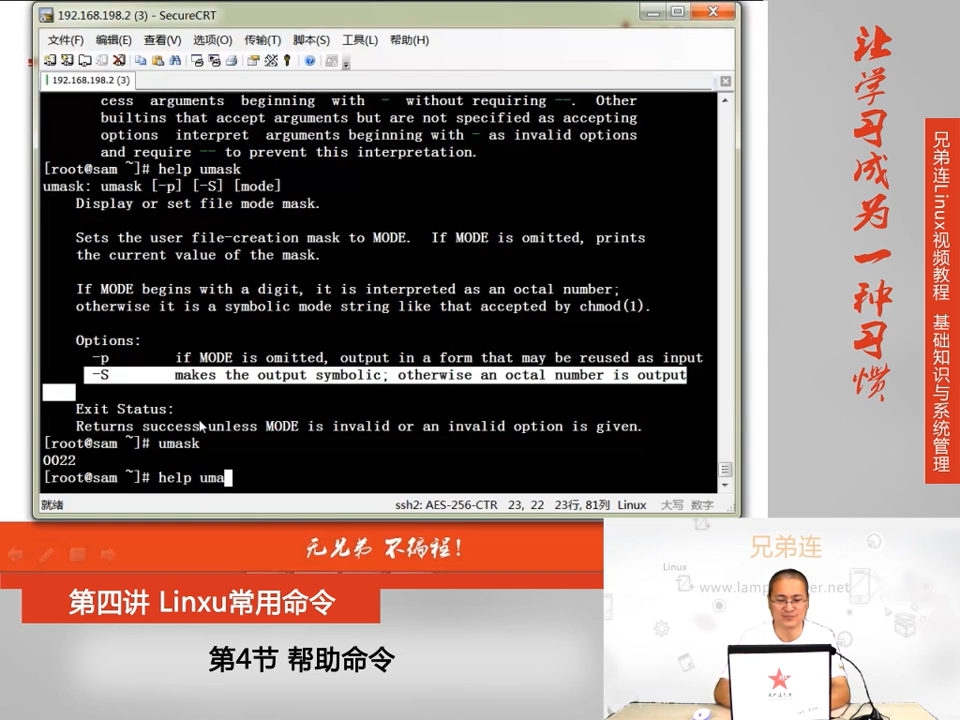 192.168.198.2 (3) - SecureCRT
文件(F) 编辑(E) 查看(V) 选项(O) 传输(T) 脚本(S) 工具(L) 帮助(H)
192.168.198.2 (3)
cess arguments beginning with - without requiring --. Other
builtins that accept arguments but are not specified as accepting
options interpret arguments beginning with - as invalid options
and require -- to prevent this interpretation.
[root@sam ~]# help umask
umask: umask [-p] [-S] [mode]
Display or set file mode mask.
Sets the user file-creation mask to MODE. If MODE is omitted, prints
the current value of the mask.
If MODE begins with a digit, it is interpreted as an octal number;
otherwise it is a symbolic mode string like that accepted by chmod(1).
Options:
-p if MODE is omitted, output in a form that may be reused as input
-S makes the output symbolic; otherwise an octal number is output
Exit Status:
Returns success unless MODE is invalid or an invalid option is given.
[root@sam ~]# umask
0022
[root@sam ~]# help uma
就绪 ssh2: AES-256-CTR 23, 22 23行, 81列 Linux 大写 数字
让学习成为一种习惯
兄弟连Linux视频教程 基础知识与系统管理
无兄弟 不编程!
第四讲 Linxu常用命令
第4节 帮助命令
兄弟连
Linux